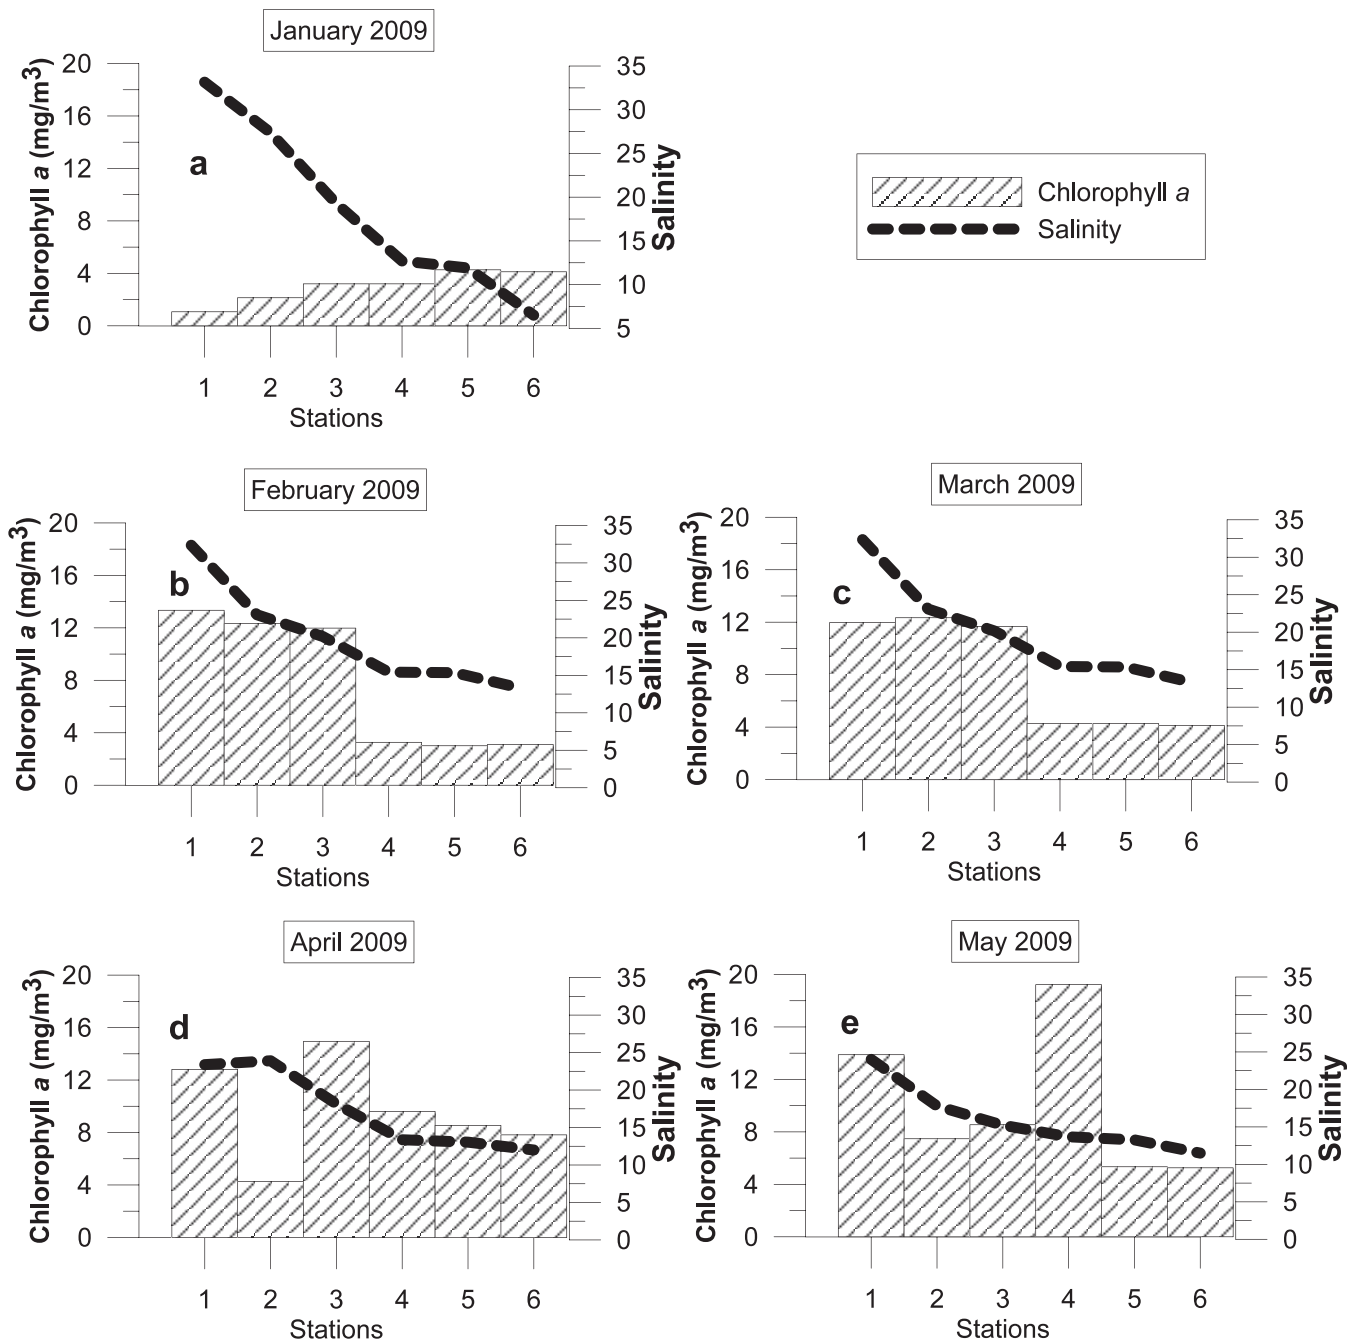 January 2009
Chlorophyll a (mg/m³)
20
16
12
8
4
0
a
35
30
25
20
15
10
5
Salinity
1 2 3 4 5 6
Stations
Chlorophyll a
Salinity
February 2009
Chlorophyll a (mg/m³)
20
16
12
8
4
0
b
35
30
25
20
15
10
5
0
Salinity
1 2 3 4 5 6
Stations
March 2009
Chlorophyll a (mg/m³)
20
16
12
8
4
0
c
35
30
25
20
15
10
5
0
Salinity
1 2 3 4 5 6
Stations
April 2009
Chlorophyll a (mg/m³)
20
16
12
8
4
0
d
35
30
25
20
15
10
5
0
Salinity
1 2 3 4 5 6
Stations
May 2009
Chlorophyll a (mg/m³)
20
16
12
8
4
0
e
35
30
25
20
15
10
5
0
Salinity
1 2 3 4 5 6
Stations